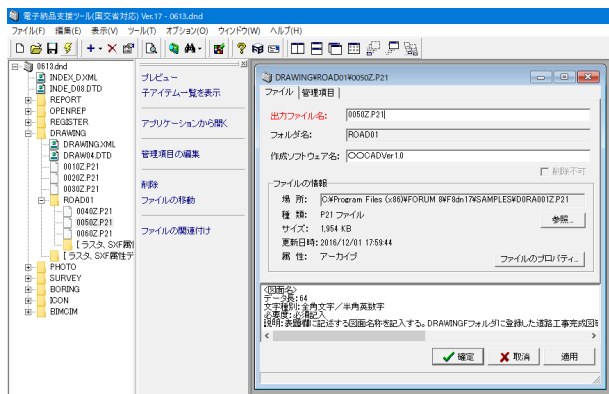 電子納品支援ツール(国交省対応) Ver.17 - 0613.dnd
ファイル(F) 編集(E) 表示(V) ツール(T) オプション(O) ウィンドウ(W) ヘルプ(H)
0613.dnd
INDEX_D.XML
INDE_D08.DTD
REPORT
OPENREP
REGISTER
DRAWING
DRAWING.XML
DRAW04.DTD
0010Z.P21
0020Z.P21
0030Z.P21
ROAD01
0040Z.P21
0050Z.P21
0060Z.P21
[ラスタ、SXF属
[ラスタ、SXF属性デ
PHOTO
SURVEY
BORING
ICON
BIMCIM
プレビュー
子アイテム一覧を表示
アプリケーションから開く
管理項目の編集
削除
ファイルの移動
ファイルの関連付け
DRAWING¥ROAD01¥0050Z.P21
ファイル 管理項目
出力ファイル名: 0050Z.P21
フォルダ名: ROAD01
作成ソフトウェア名: 〇〇CADVer1.0
削除不可
ファイルの情報
場 所: C:¥Program Files (x86)¥FORUM 8¥F8dn17¥SAMPLES¥D0RA001Z.P21
種 類: P21 ファイル
参照...
サイズ: 1,954 KB
更新日時: 2016/12/01 17:59:44
属 性: アーカイブ
ファイルのプロパティ...
<図面名>
データ長:64
文字種別:全角文字/半角英数字
必要度:必須記入
説明:表題欄に記述する図面名称を記入する。DRAWINGFフォルダに登録した道路工事完成図
確定 取消 適用